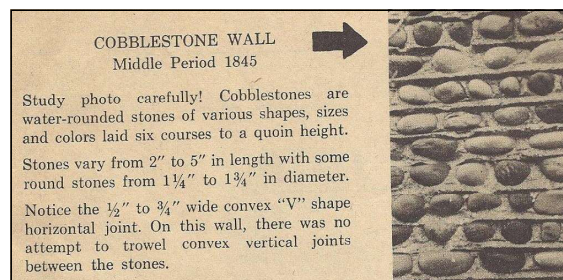 COBBLESTONE WALL
Middle Period 1845
Study photo carefully! Cobblestones are
water-rounded stones of various shapes, sizes
and colors laid six courses to a quoin height.
Stones vary from 2″ to 5″ in length with some
round stones from 1¼″ to 1¾″ in diameter.
Notice the ½″ to ¾″ wide convex “V” shape
horizontal joint. On this wall, there was no
attempt to trowel convex vertical joints
between the stones.